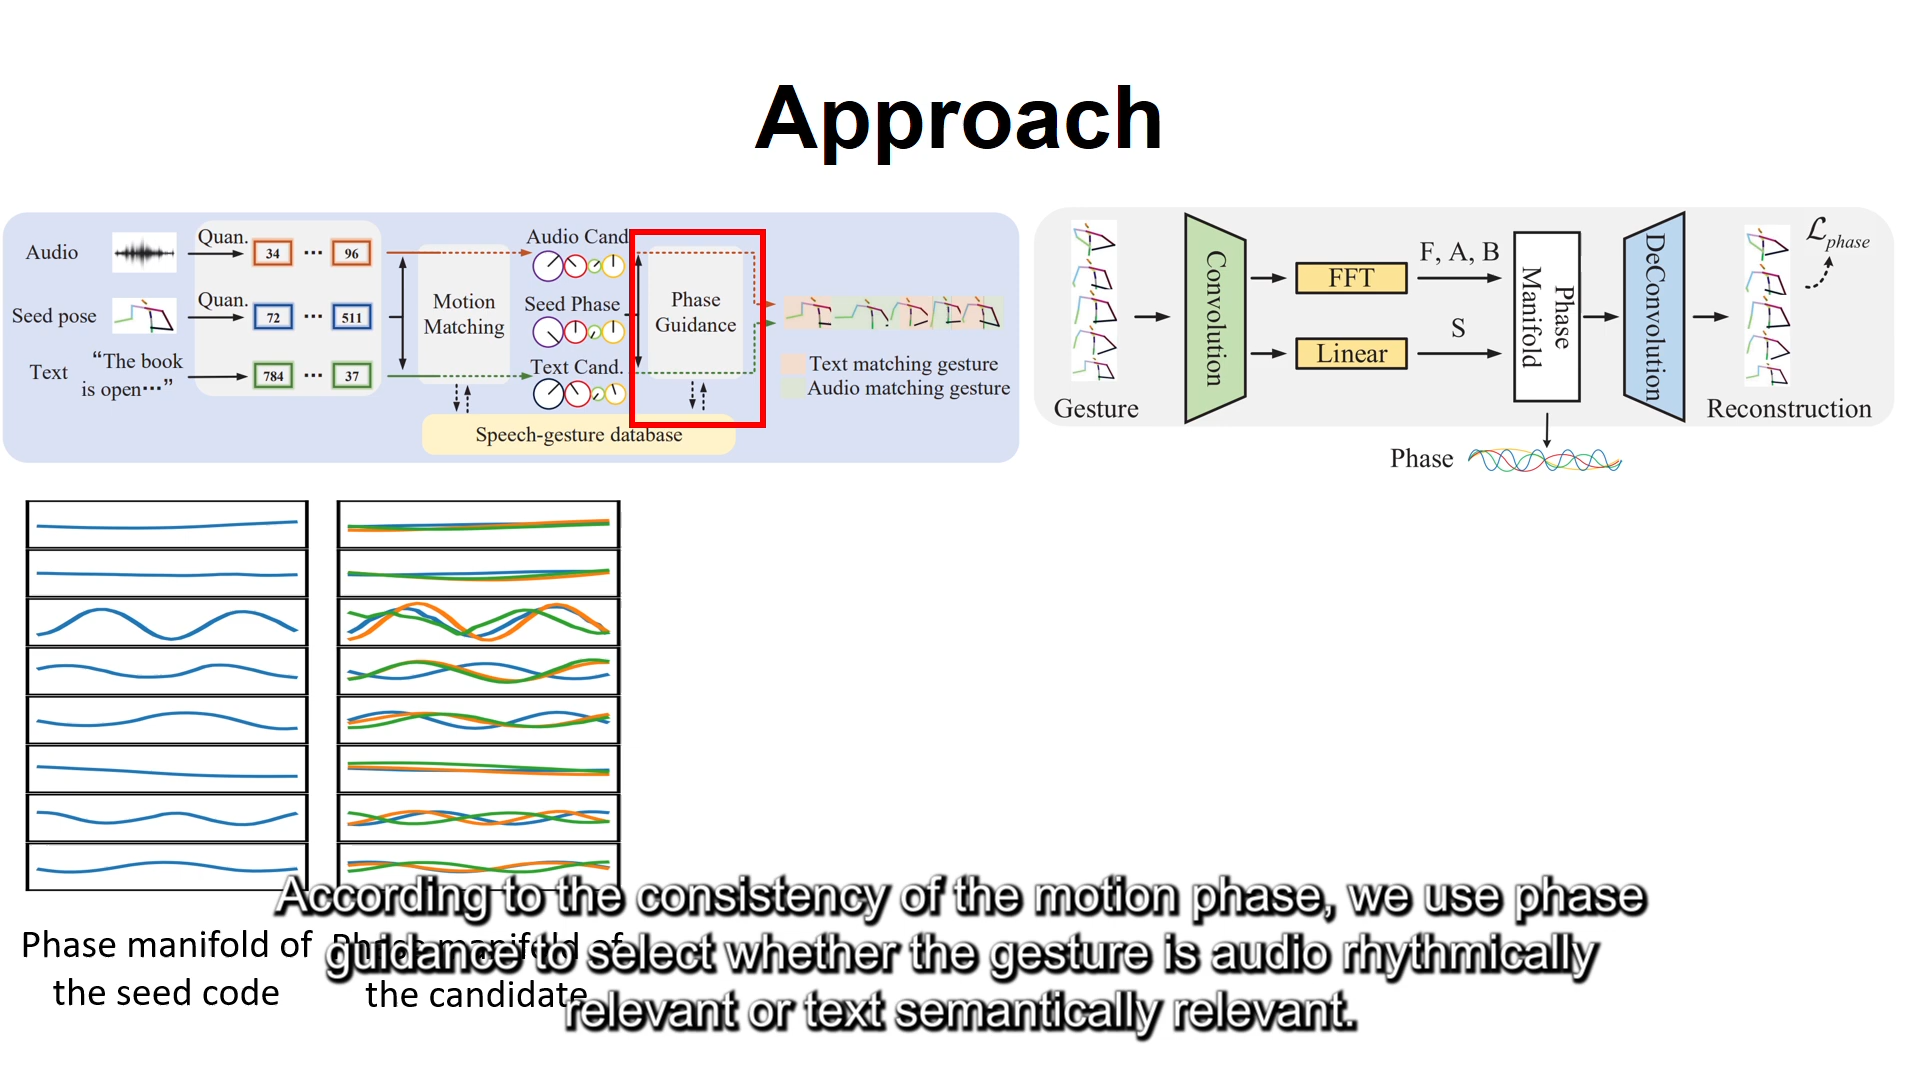 Approach
Audio
Quan.
34 ... 96
Seed pose
Quan.
72 ... 511
Text
“The book
is open···”
784 ... 37
Motion
Matching
Audio Cand
Seed Phase
Text Cand.
Phase
Guidance
Speech-gesture database
Text matching gesture
Audio matching gesture
Gesture
Convolution
FFT
Linear
F, A, B
S
Phase
Manifold
DeConvolution
Reconstruction
ℒphase
Phase
Phase manifold of
the seed code
Phase manifold of
the candidate
According to the consistency of the motion phase, we use phase
guidance to select whether the gesture is audio rhythmically
relevant or text semantically relevant.